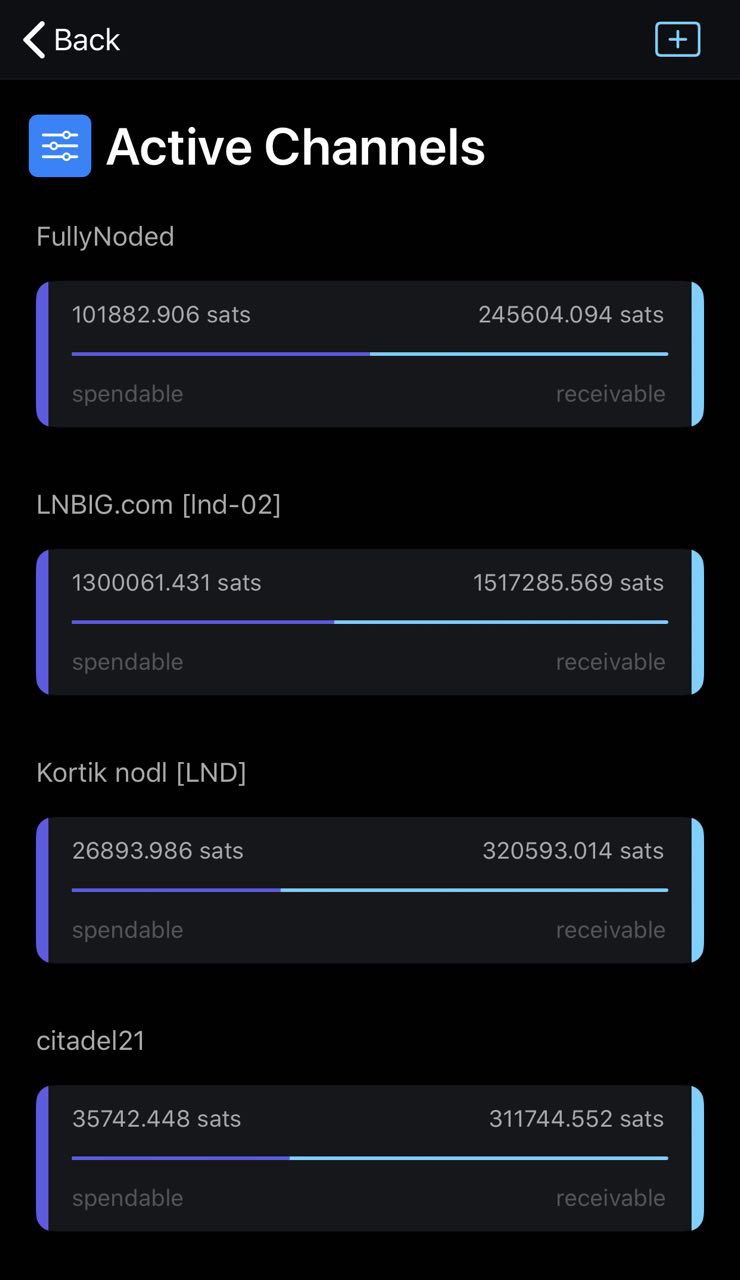 Back
Active Channels
FullyNoded
101882.906 sats 245604.094 sats
spendable receivable
LNBIG.com [lnd-02]
1300061.431 sats 1517285.569 sats
spendable receivable
Kortik nodl [LND]
26893.986 sats 320593.014 sats
spendable receivable
citadel21
35742.448 sats 311744.552 sats
spendable receivable